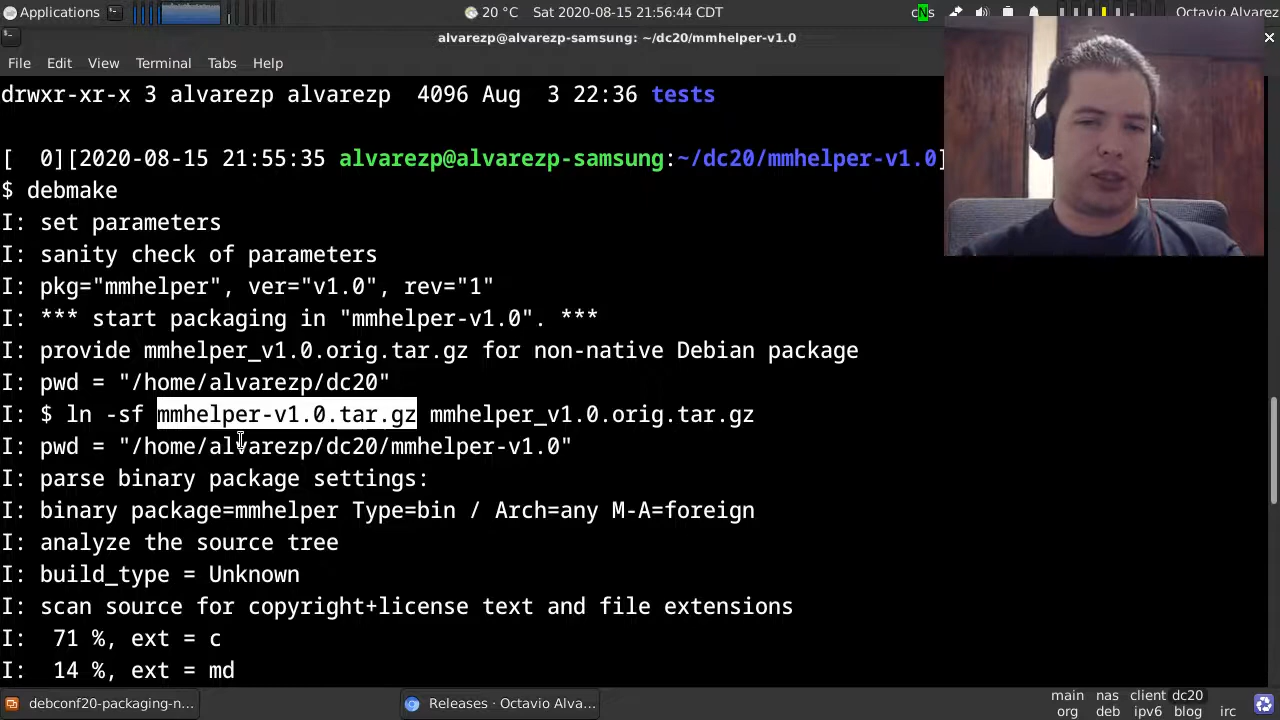 Applications 20 °C Sat 2020-08-15 21:56:44 CDT Octavio Alvarez
alvarezp@alvarezp-samsung: ~/dc20/mmhelper-v1.0
File Edit View Terminal Tabs Help
drwxr-xr-x 3 alvarezp alvarezp 4096 Aug 3 22:36 tests
[ 0][2020-08-15 21:55:35 alvarezp@alvarezp-samsung:~/dc20/mmhelper-v1.0]
$ debmake
I: set parameters
I: sanity check of parameters
I: pkg="mmhelper", ver="v1.0", rev="1"
I: *** start packaging in "mmhelper-v1.0". ***
I: provide mmhelper_v1.0.orig.tar.gz for non-native Debian package
I: pwd = "/home/alvarezp/dc20"
I: $ ln -sf mmhelper-v1.0.tar.gz mmhelper_v1.0.orig.tar.gz
I: pwd = "/home/alvarezp/dc20/mmhelper-v1.0"
I: parse binary package settings:
I: binary package=mmhelper Type=bin / Arch=any M-A=foreign
I: analyze the source tree
I: build_type = Unknown
I: scan source for copyright+license text and file extensions
I: 71 %, ext = c
I: 14 %, ext = md
debconf20-packaging-n... Releases · Octavio Alva...
main nas client dc20
org deb ipv6 blog irc